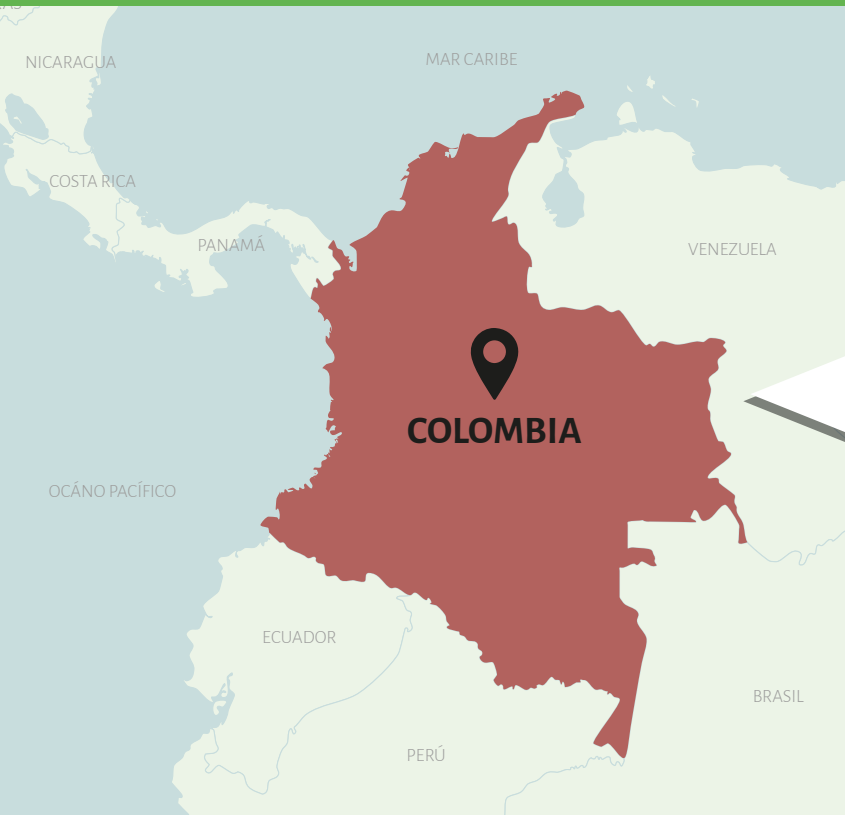 NICARAGUA
MAR CARIBE
COSTA RICA
PANAMÁ
VENEZUELA
COLOMBIA
OCÁNO PACÍFICO
ECUADOR
BRASIL
PERÚ